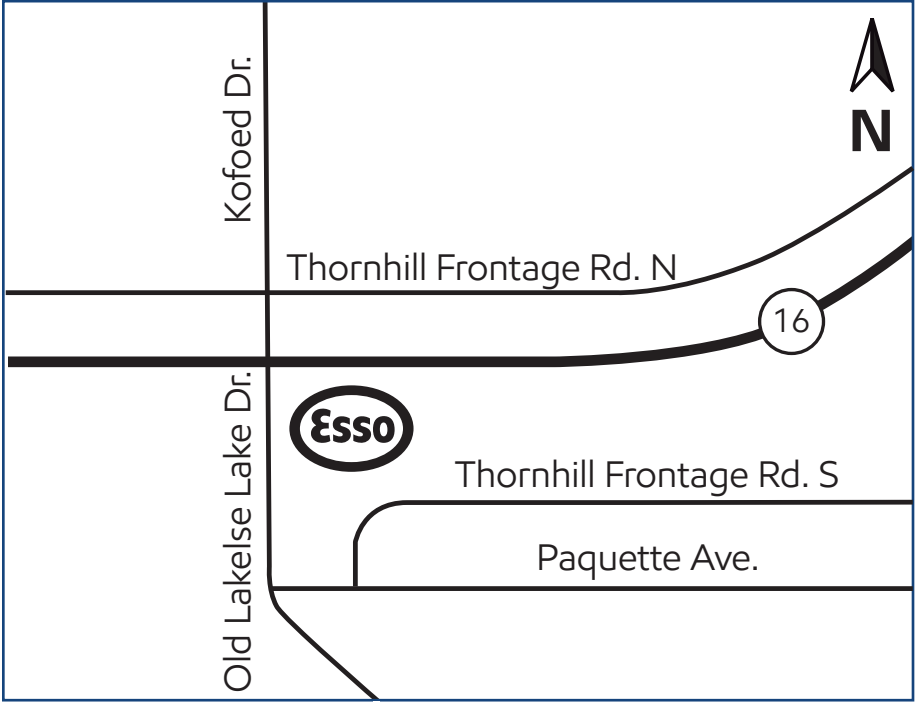 Kofoed Dr.
N
Thornhill Frontage Rd. N
16
Old Lakelse Lake Dr.
Esso
Thornhill Frontage Rd. S
Paquette Ave.